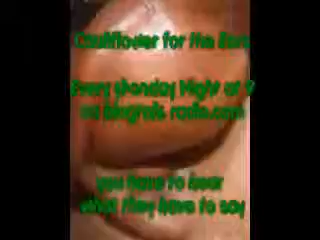 Cauliflower for the Ears
Every Monday Night at 9
on radio.com
you have to hear
what they have to say